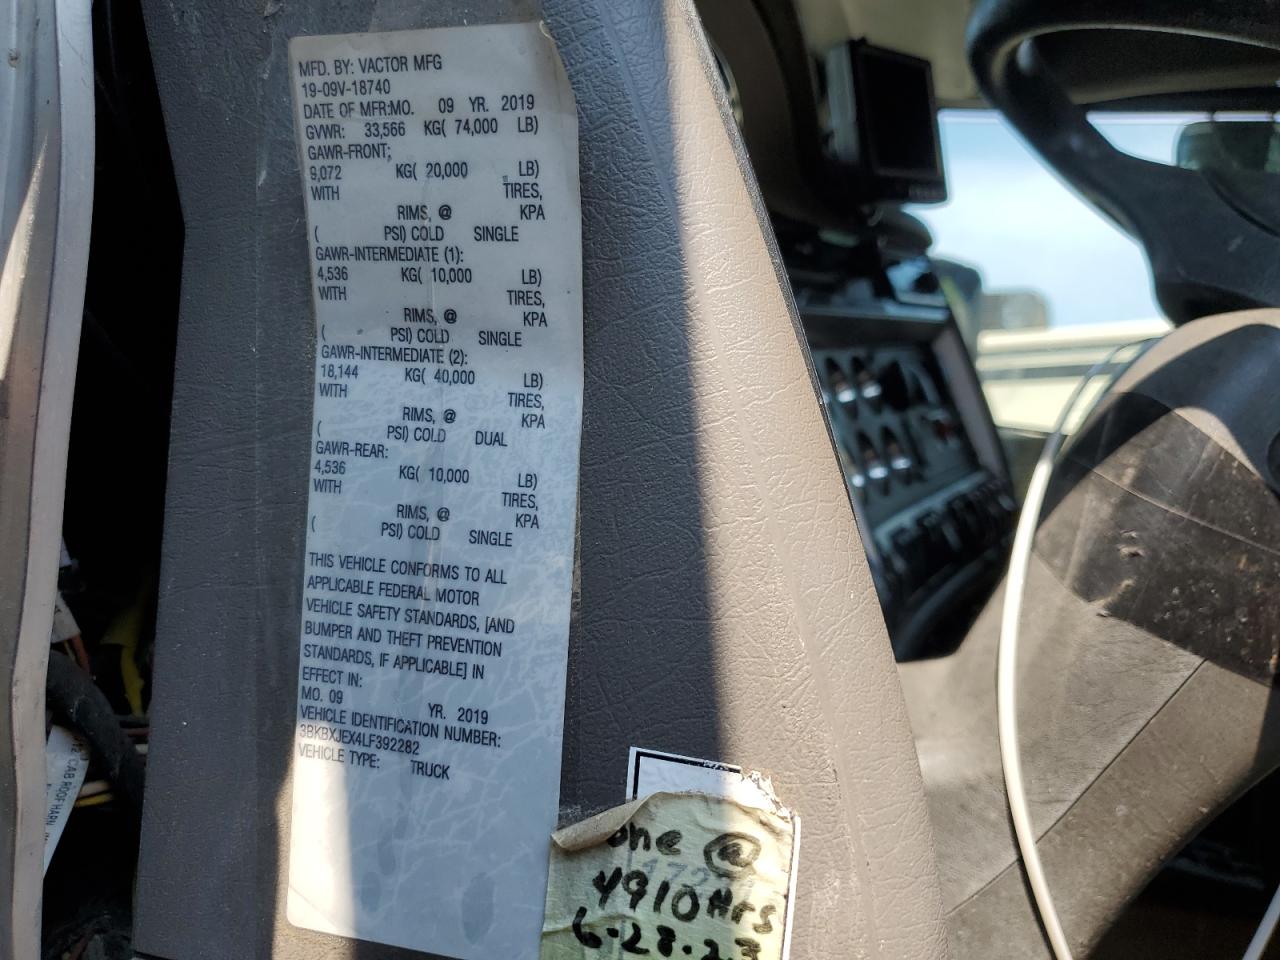 MFD. BY: VACTOR MFG
19-09V-18740
DATE OF MFR:MO. 09 YR. 2019
GVWR: 33,566 KG( 74,000 LB)
GAWR-FRONT;
9,072 KG( 20,000 LB)
WITH TIRES,
RIMS, @ KPA
( PSI) COLD SINGLE
GAWR-INTERMEDIATE (1):
4,536 KG( 10,000 LB)
WITH TIRES,
RIMS, @ KPA
( PSI) COLD SINGLE
GAWR-INTERMEDIATE (2):
18,144 KG( 40,000 LB)
WITH TIRES,
RIMS, @ KPA
( PSI) COLD DUAL
GAWR-REAR:
4,536 KG( 10,000 LB)
WITH TIRES,
RIMS, @ KPA
( PSI) COLD SINGLE
THIS VEHICLE CONFORMS TO ALL
APPLICABLE FEDERAL MOTOR
VEHICLE SAFETY STANDARDS, [AND
BUMPER AND THEFT PREVENTION
STANDARDS, IF APPLICABLE] IN
EFFECT IN:
MO. 09 YR. 2019
VEHICLE IDENTIFICATION NUMBER:
3BKBXJEX4LF392282
VEHICLE TYPE: TRUCK
one @
4910 Hrs
6-28-23
CAB ROOF HARN